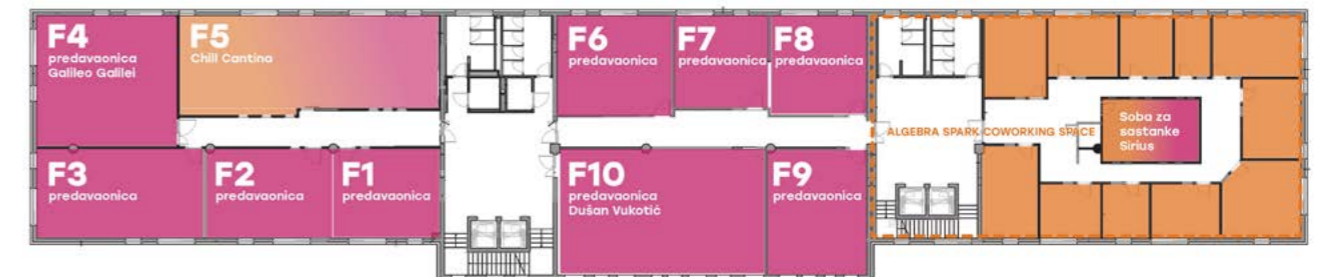 F4
predavaonica
Galileo Galilei
F5
Chill Cantina
F6
predavaonica
F7
predavaonica
F8
predavaonica
ALGEBRA SPARK COWORKING SPACE
Soba za
sastanke
Sirius
F3
predavaonica
F2
predavaonica
F1
predavaonica
F10
predavaonica
Dušan Vukotić
F9
predavaonica